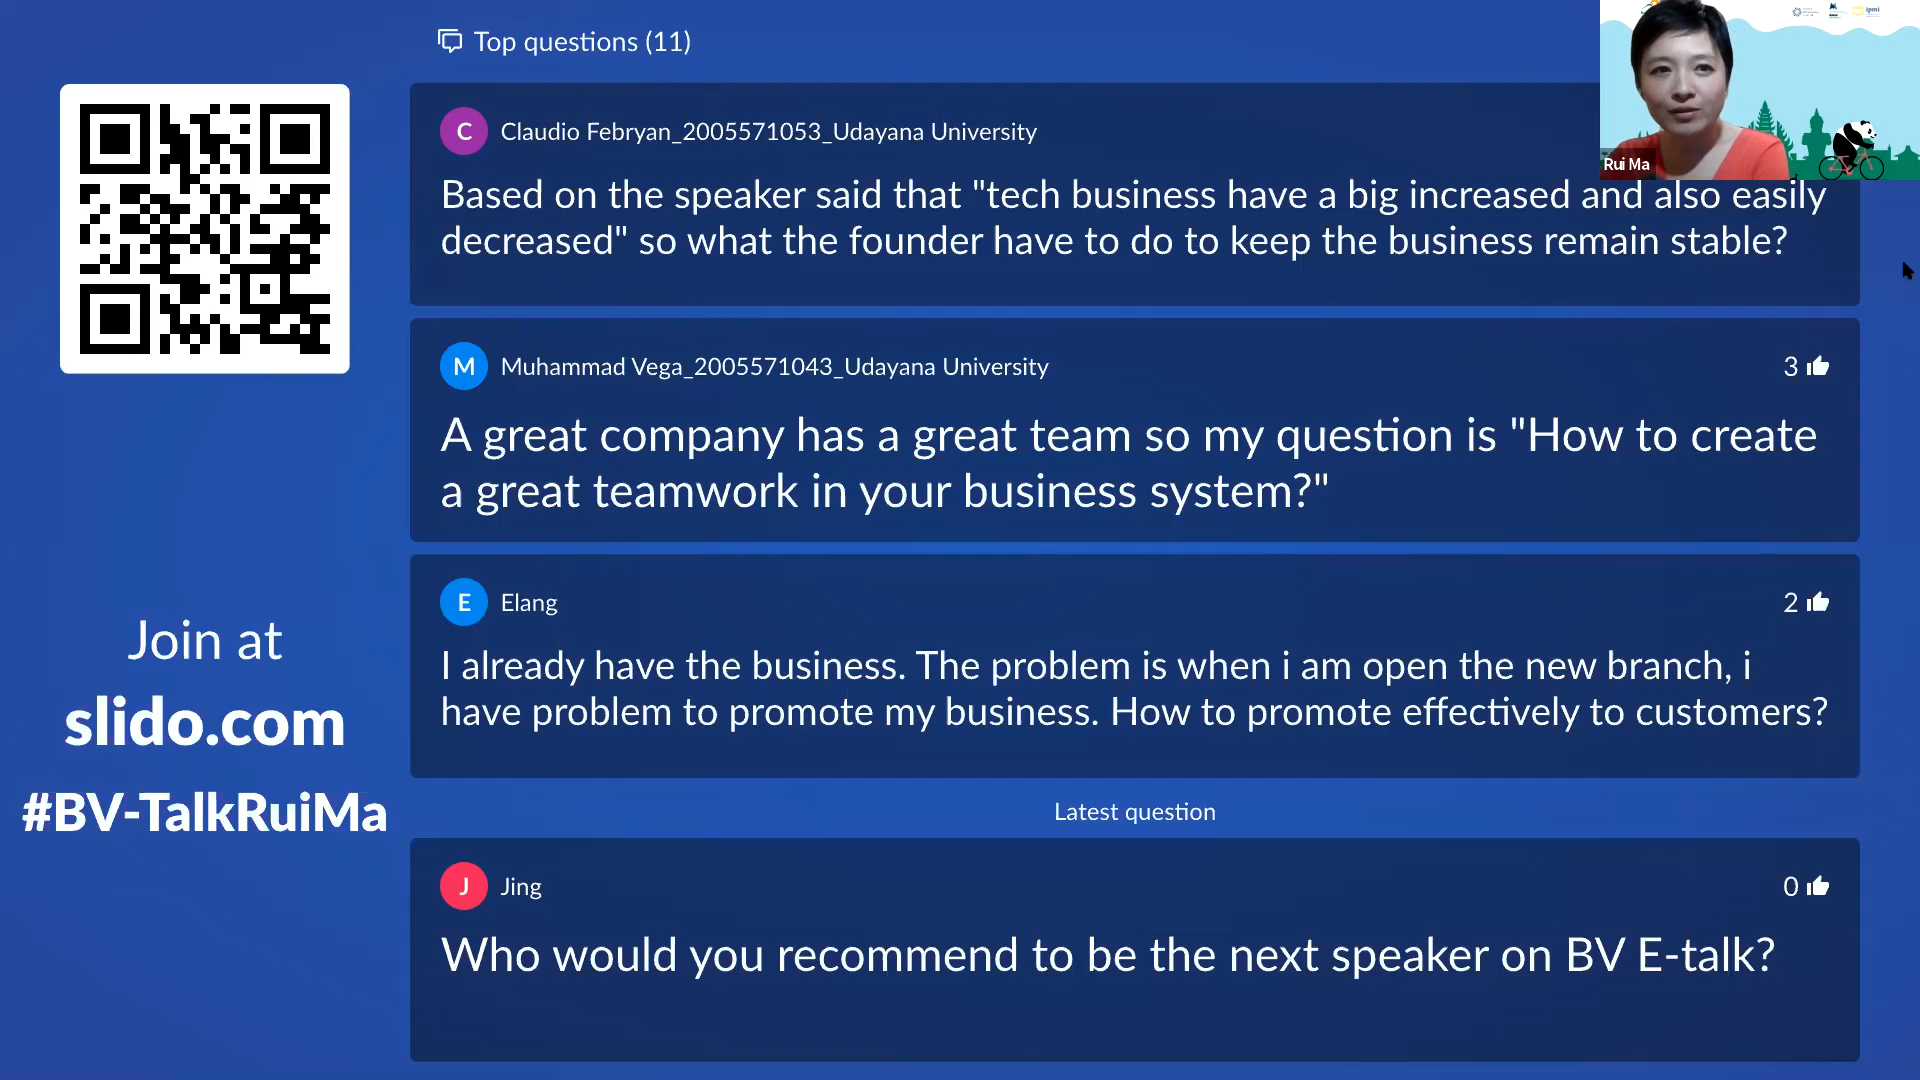 Top questions (11)
C Claudio Febryan_2005571053_Udayana University
Based on the speaker said that "tech business have a big increased and also easily
decreased" so what the founder have to do to keep the business remain stable?
M Muhammad Vega_2005571043_Udayana University 3
A great company has a great team so my question is "How to create
a great teamwork in your business system?"
E Elang 2
I already have the business. The problem is when i am open the new branch, i
have problem to promote my business. How to promote effectively to customers?
Latest question
J Jing 0
Who would you recommend to be the next speaker on BV E-talk?
Join at
slido.com
#BV-TalkRuiMa
Rui Ma
ipmi